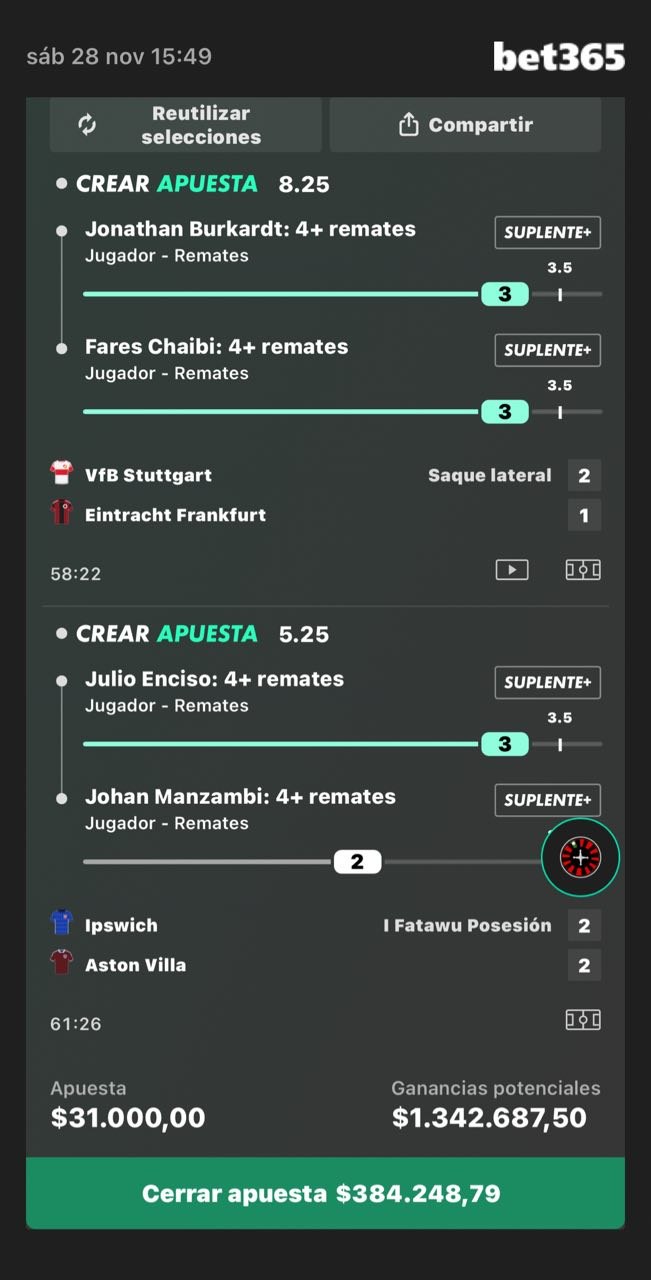 sáb 28 nov 15:49
bet365
Reutilizar
selecciones
Compartir
CREAR APUESTA 8.25
Jonathan Burkardt: 4+ remates
SUPLENTE+
Jugador - Remates
3.5
3
Fares Chaibi: 4+ remates
SUPLENTE+
Jugador - Remates
3.5
3
VfB Stuttgart Saque lateral 2
Eintracht Frankfurt 1
58:22
CREAR APUESTA 5.25
Julio Enciso: 4+ remates
SUPLENTE+
Jugador - Remates
3.5
3
Johan Manzambi: 4+ remates
SUPLENTE+
Jugador - Remates
2
Ipswich I Fatawu Posesión 2
Aston Villa 2
61:26
Apuesta Ganancias potenciales
$31.000,00 $1.342.687,50
Cerrar apuesta $384.248,79